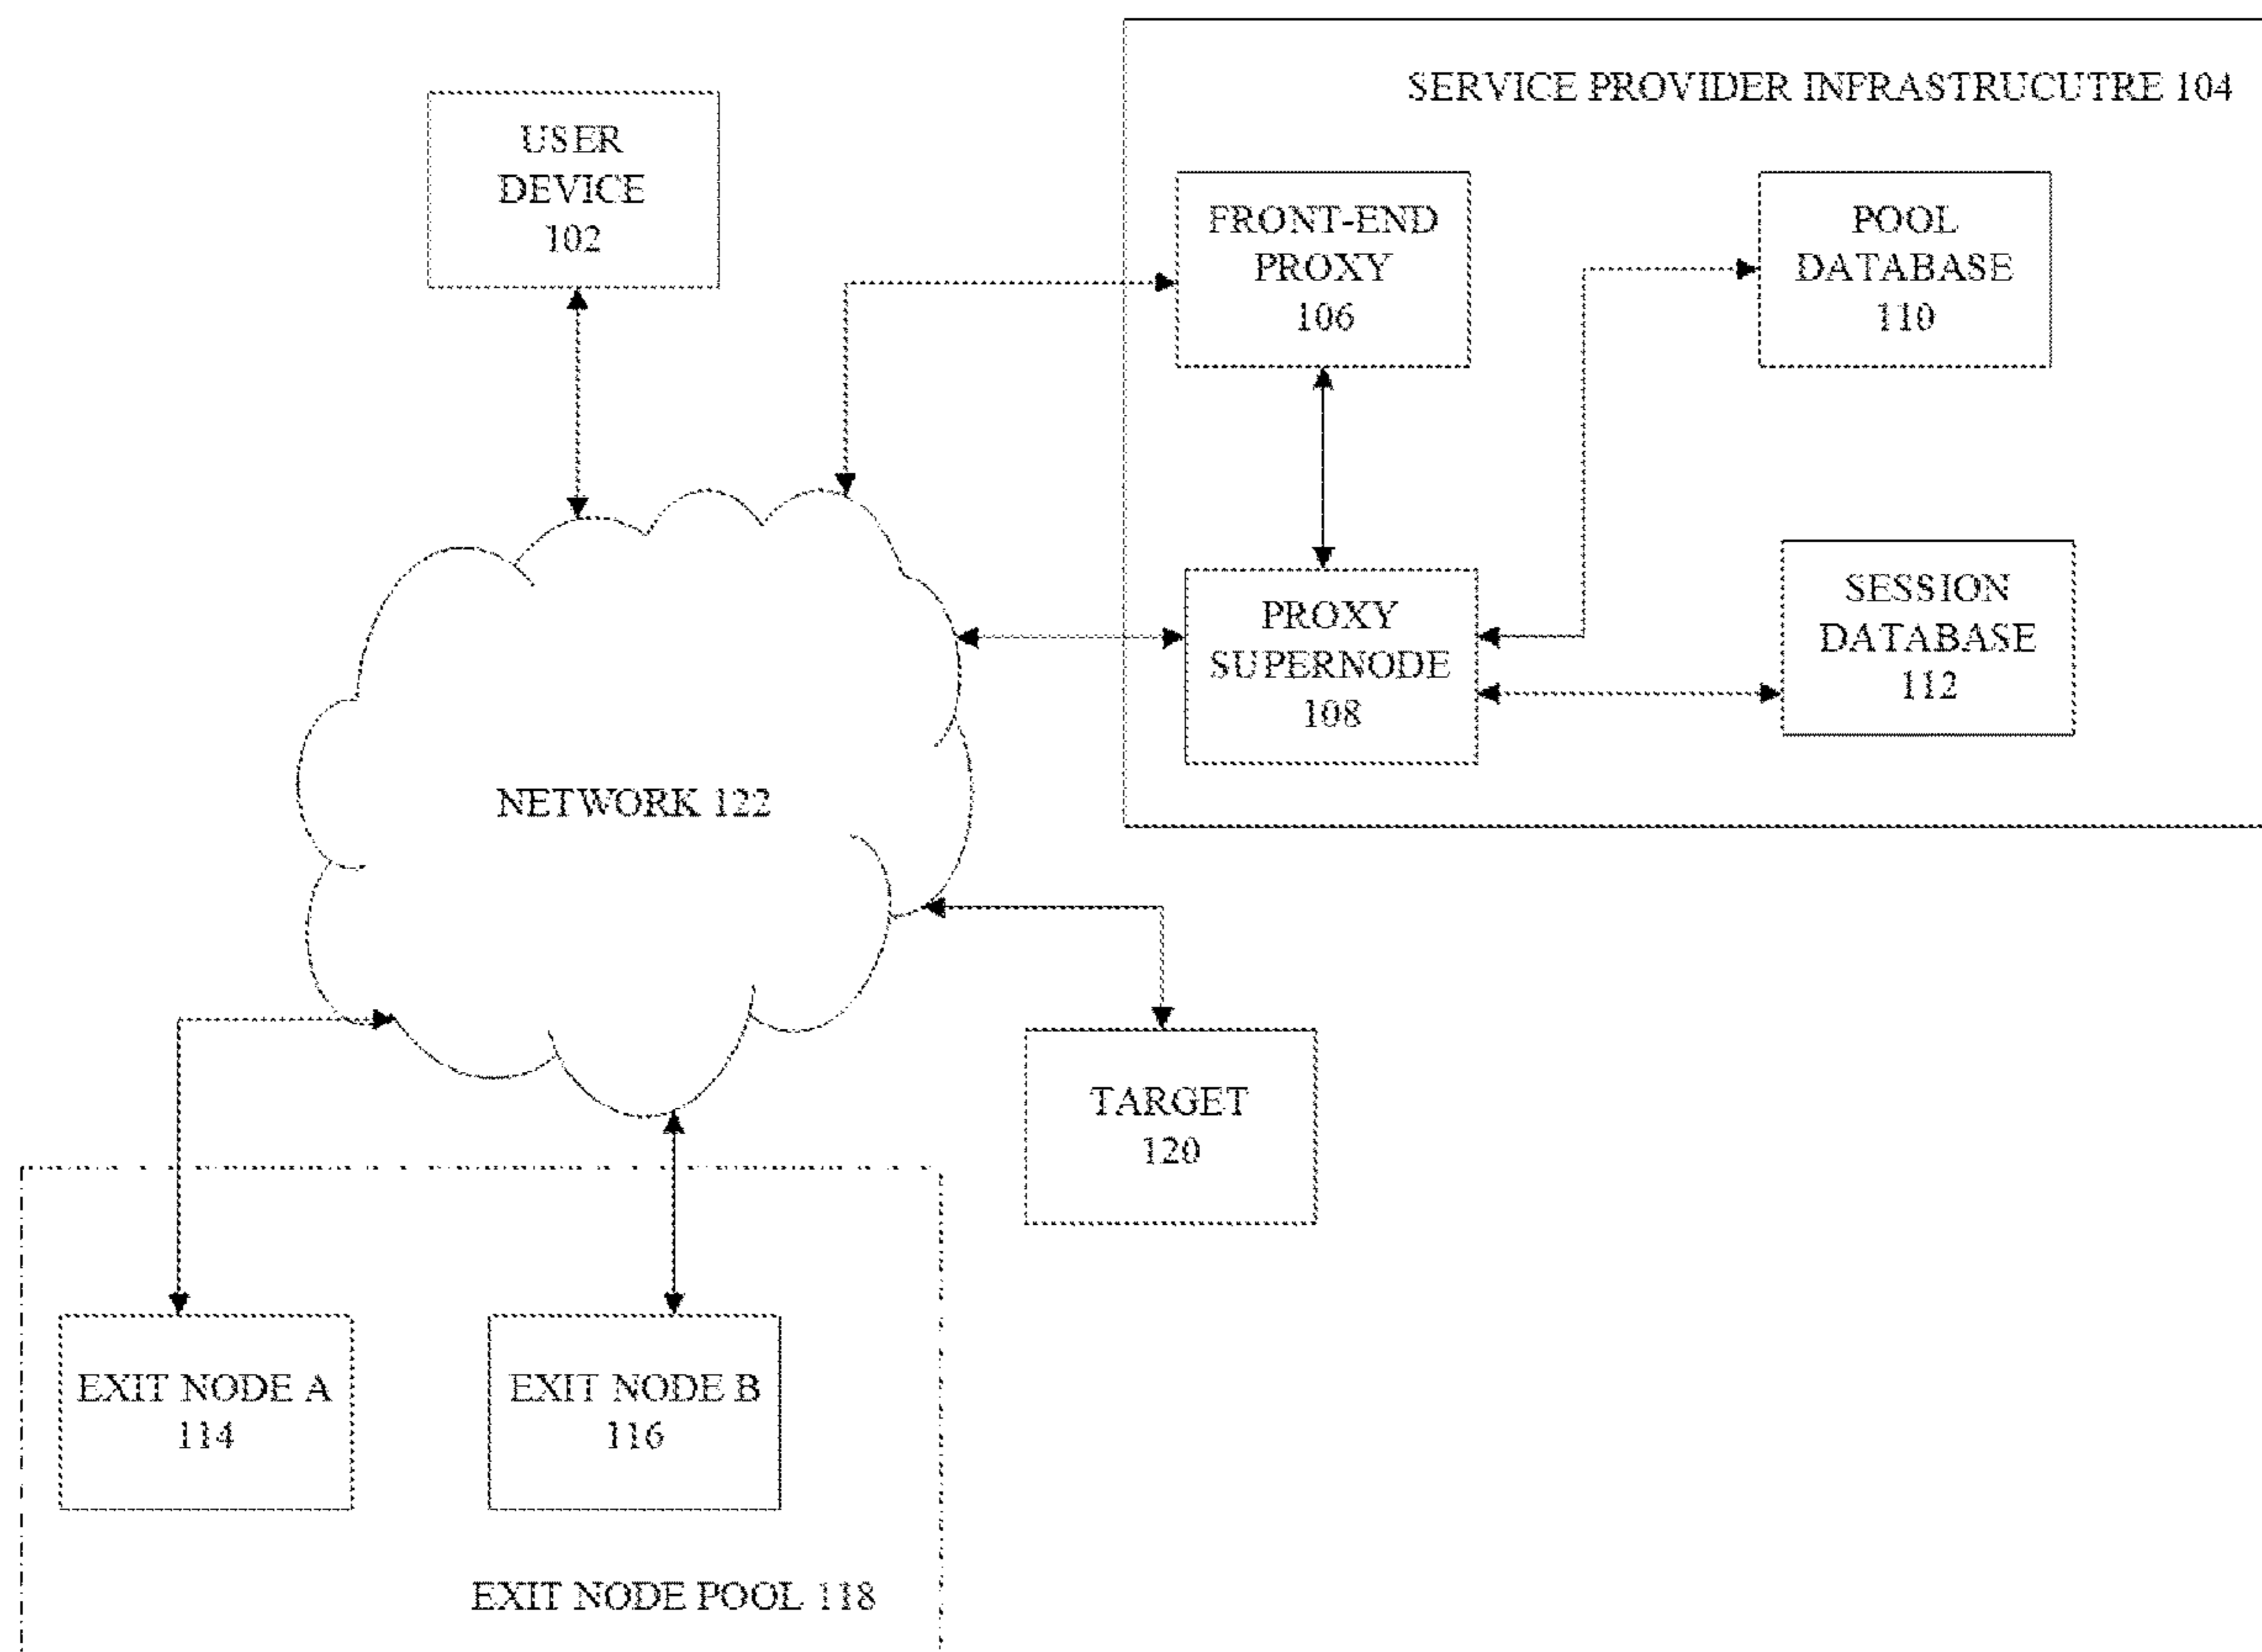 SERVICE PROVIDER INFRASTRUCUTRE 104
USER
DEVICE
102
FRONT-END
PROXY
106
POOL
DATABASE
110
PROXY
SUPERNODE
108
SESSION
DATABASE
112
NETWORK 122
TARGET
120
EXIT NODE A
114
EXIT NODE B
116
EXIT NODE POOL 118